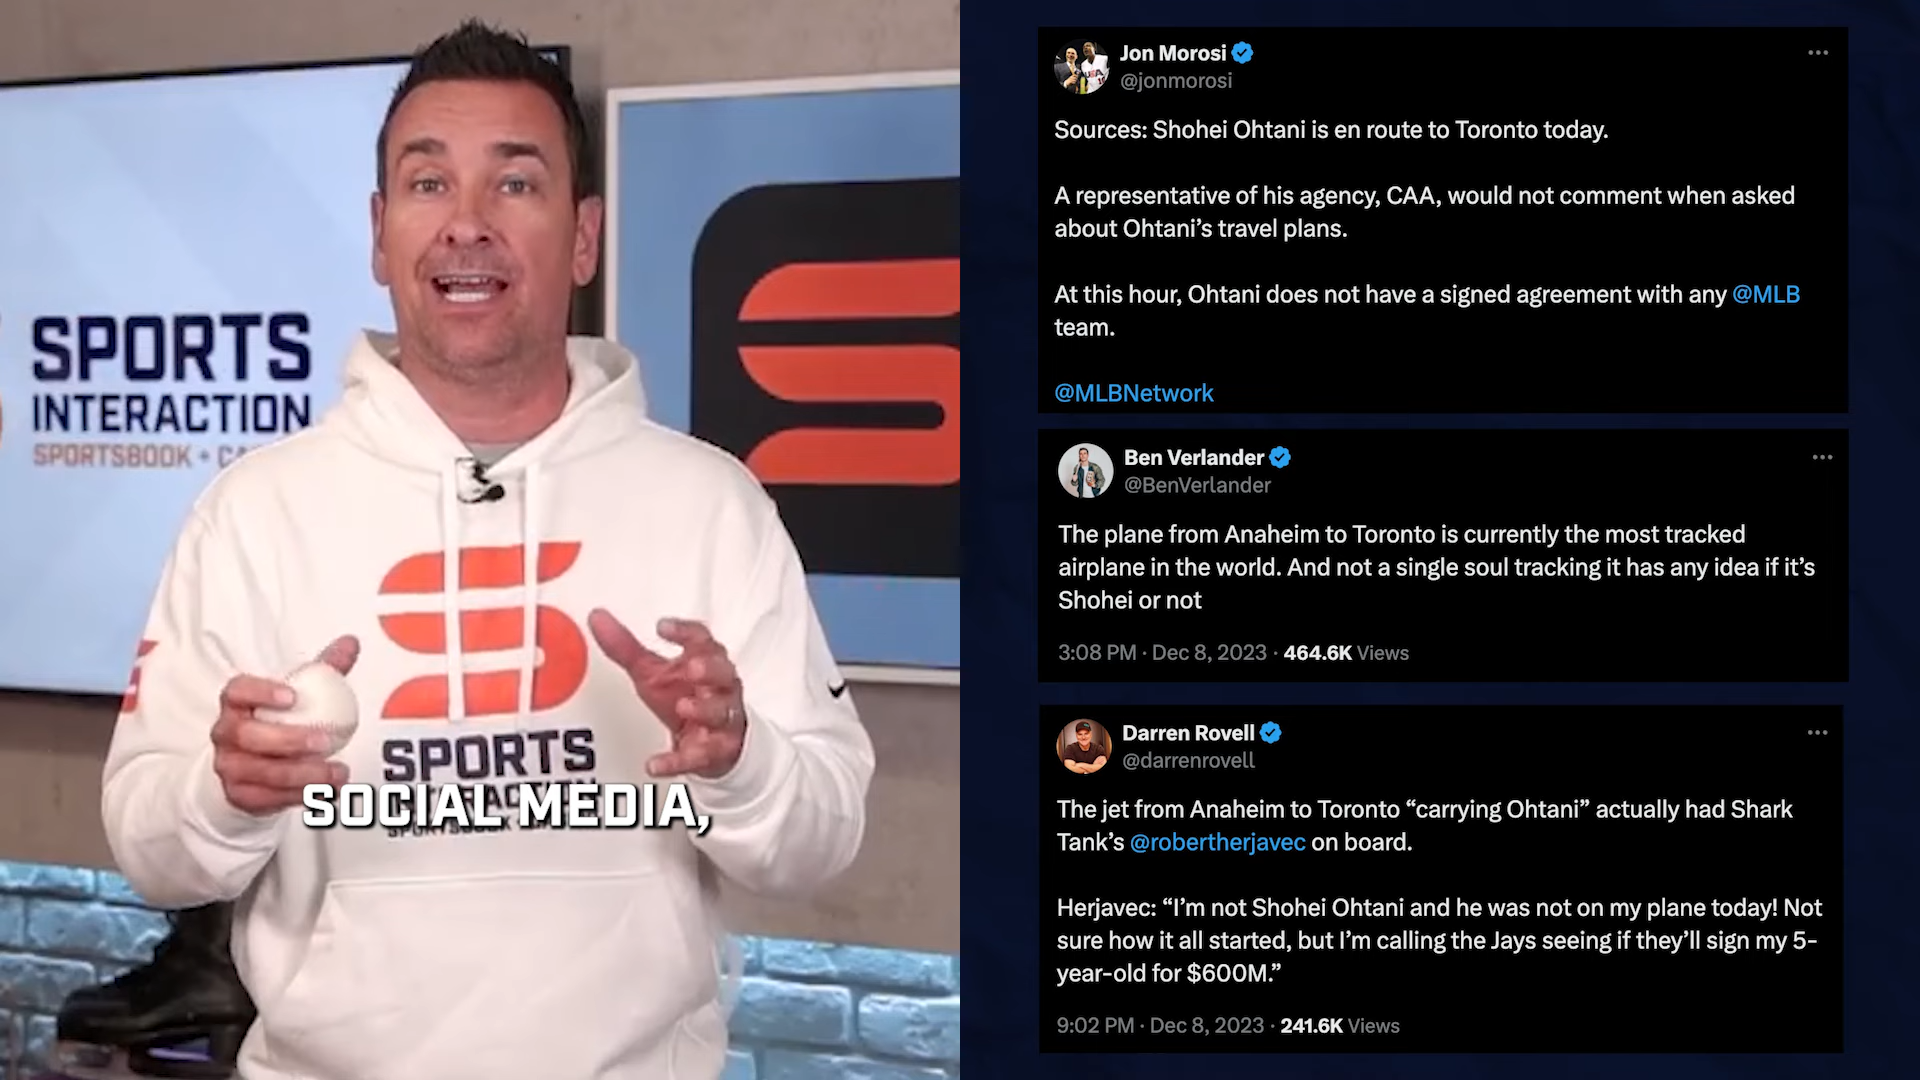 SPORTS
INTERACTION
SPORTSBOOK + CA
SPORTS
SOCIAL MEDIA,
Jon Morosi
@jonmorosi
Sources: Shohei Ohtani is en route to Toronto today.
A representative of his agency, CAA, would not comment when asked
about Ohtani’s travel plans.
At this hour, Ohtani does not have a signed agreement with any @MLB
team.
@MLBNetwork
Ben Verlander
@BenVerlander
The plane from Anaheim to Toronto is currently the most tracked
airplane in the world. And not a single soul tracking it has any idea if it’s
Shohei or not
3:08 PM · Dec 8, 2023 · 464.6K Views
Darren Rovell
@darrenrovell
The jet from Anaheim to Toronto “carrying Ohtani” actually had Shark
Tank’s @robertherjavec on board.
Herjavec: “I’m not Shohei Ohtani and he was not on my plane today! Not
sure how it all started, but I’m calling the Jays seeing if they’ll sign my 5-
year-old for $600M.”
9:02 PM · Dec 8, 2023 · 241.6K Views